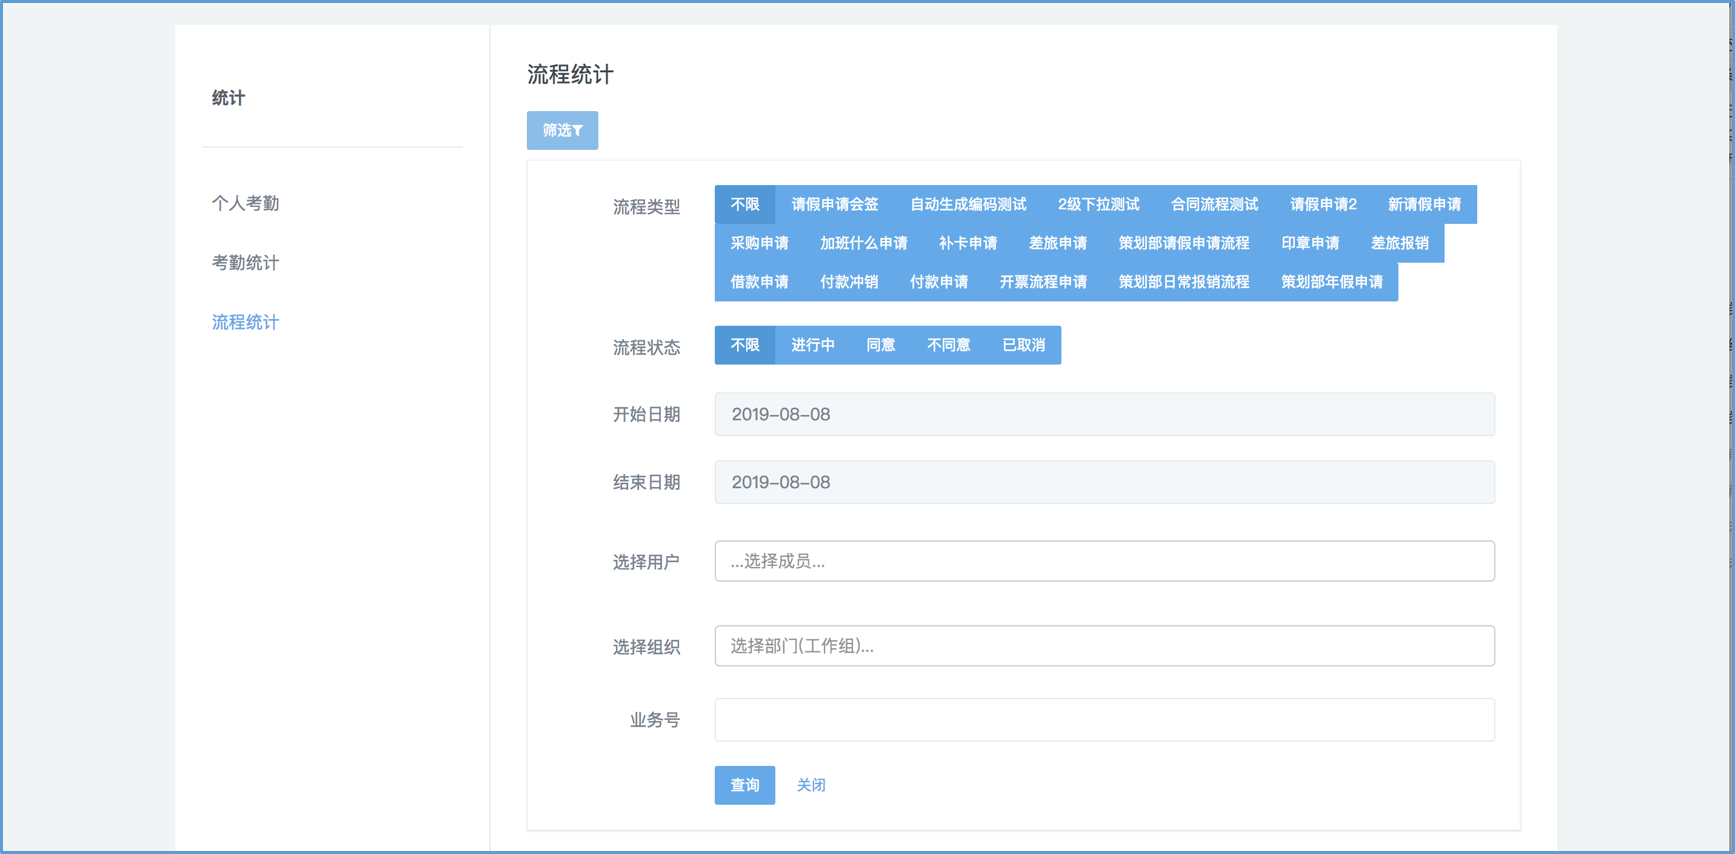 统计
个人考勤
考勤统计
流程统计
流程统计
筛选
流程类型
不限 请假申请会签 自动生成编码测试 2级下拉测试 合同流程测试 请假申请2 新请假申请
采购申请 加班什么申请 补卡申请 差旅申请 策划部请假申请流程 印章申请 差旅报销
借款申请 付款冲销 付款申请 开票流程申请 策划部日常报销流程 策划部年假申请
流程状态
不限 进行中 同意 不同意 已取消
开始日期 2019-08-08
结束日期 2019-08-08
选择用户 ...选择成员...
选择组织 选择部门(工作组)...
业务号
查询 关闭